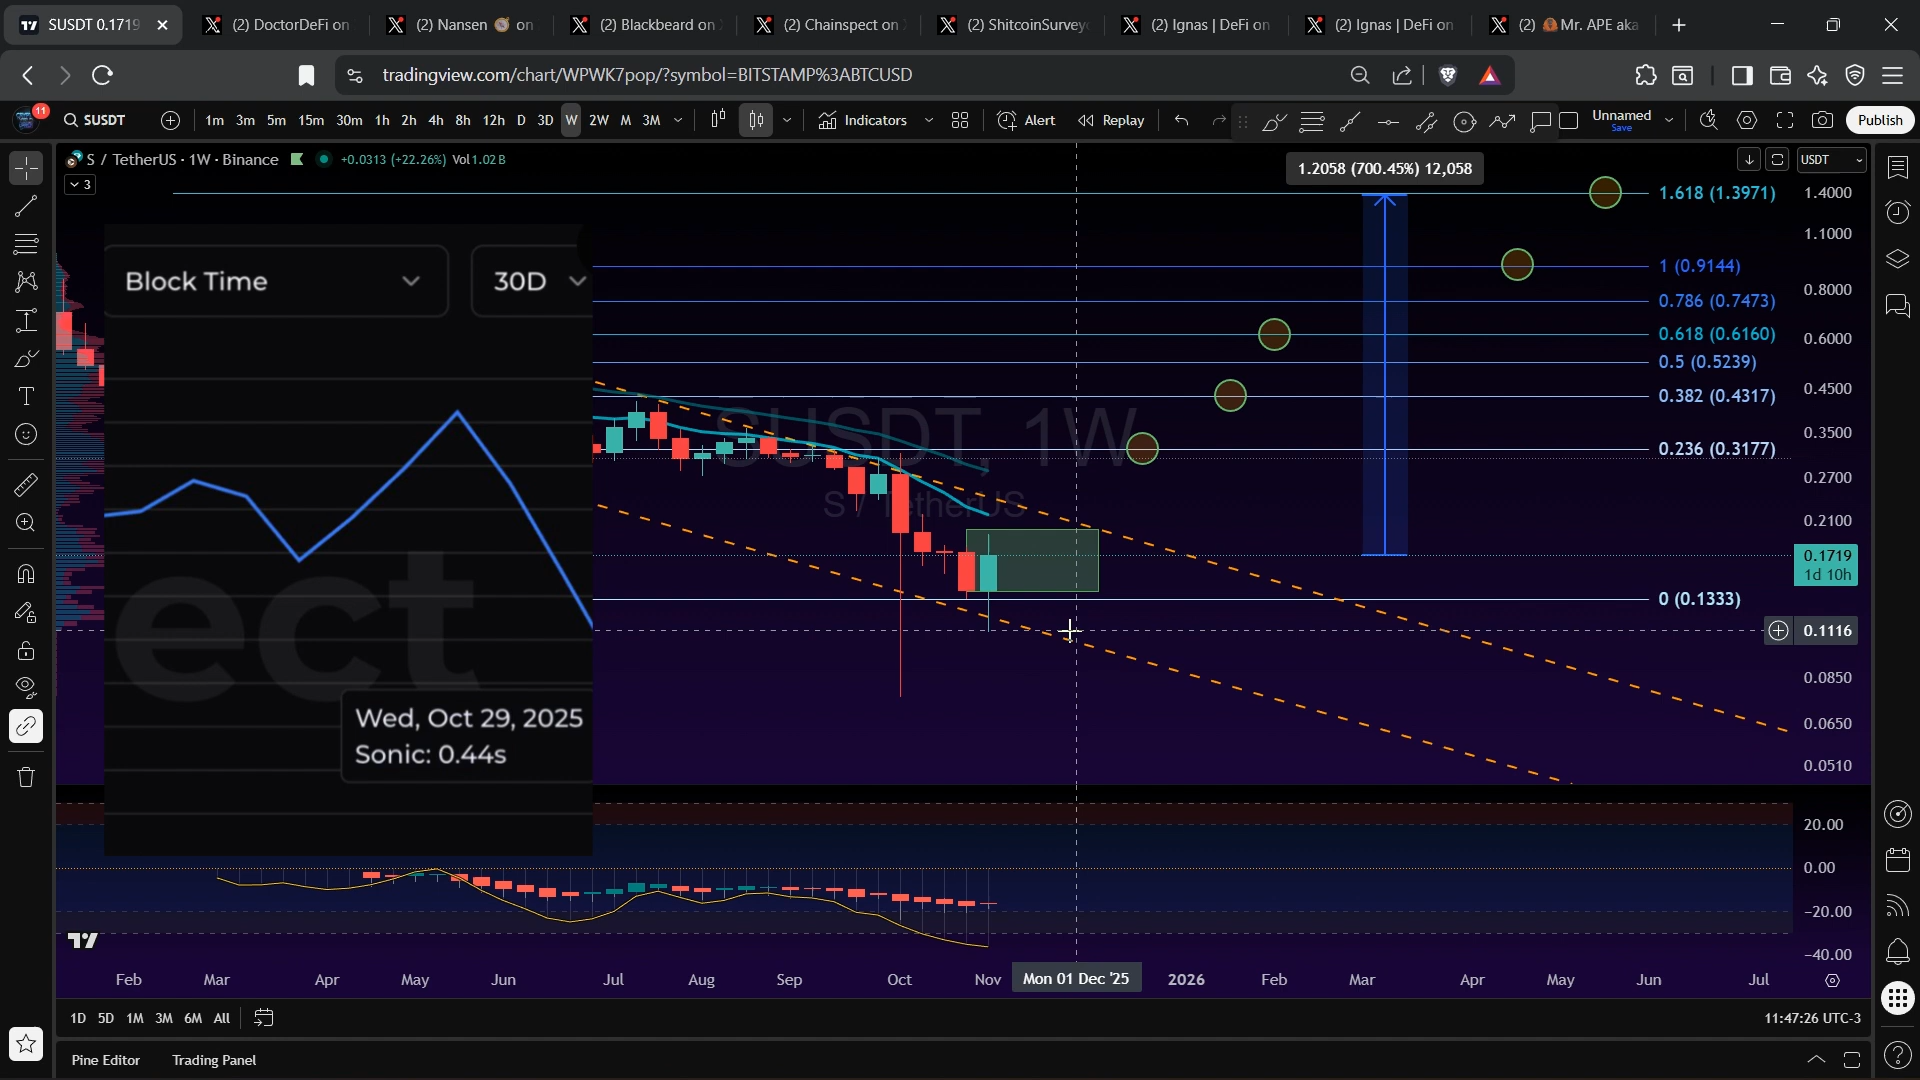 SUSDT 0.1719
(2) DoctorDeFi on
(2) Nansen 🧭 on
(2) Blackbeard on
(2) Chainspect on
(2) ShitcoinSurvey
(2) Ignas | DeFi on
(2) Ignas | DeFi on
(2) Mr. APE aka
tradingview.com/chart/WPWK7pop/?symbol=BITSTAMP%3ABTCUSD
11
SUSDT
1m 3m 5m 15m 30m 1h 2h 4h 8h 12h D 3D W 2W M 3M
Indicators
Alert
Replay
Unnamed
Save
Publish
S / TetherUS · 1W · Binance
+0.0313 (+22.26%) Vol 1.02 B
3
1.2058 (700.45%) 12,058
USDT
1.618 (1.3971)
1 (0.9144)
0.786 (0.7473)
0.618 (0.6160)
0.5 (0.5239)
0.382 (0.4317)
0.236 (0.3177)
0 (0.1333)
1.4000
1.1000
0.8000
0.6000
0.4500
0.3500
0.2700
0.2100
0.1719
1d 10h
0.1116
0.0850
0.0650
0.0510
20.00
0.00
−20.00
−40.00
Block Time
30D
ect
Wed, Oct 29, 2025
Sonic: 0.44s
SUSDT, 1W
S / TetherUS
Feb Mar Apr May Jun Jul Aug Sep Oct Nov Mon 01 Dec '25 2026 Feb Mar Apr May Jun Jul
1D 5D 1M 3M 6M All
11:47:26 UTC-3
Pine Editor
Trading Panel